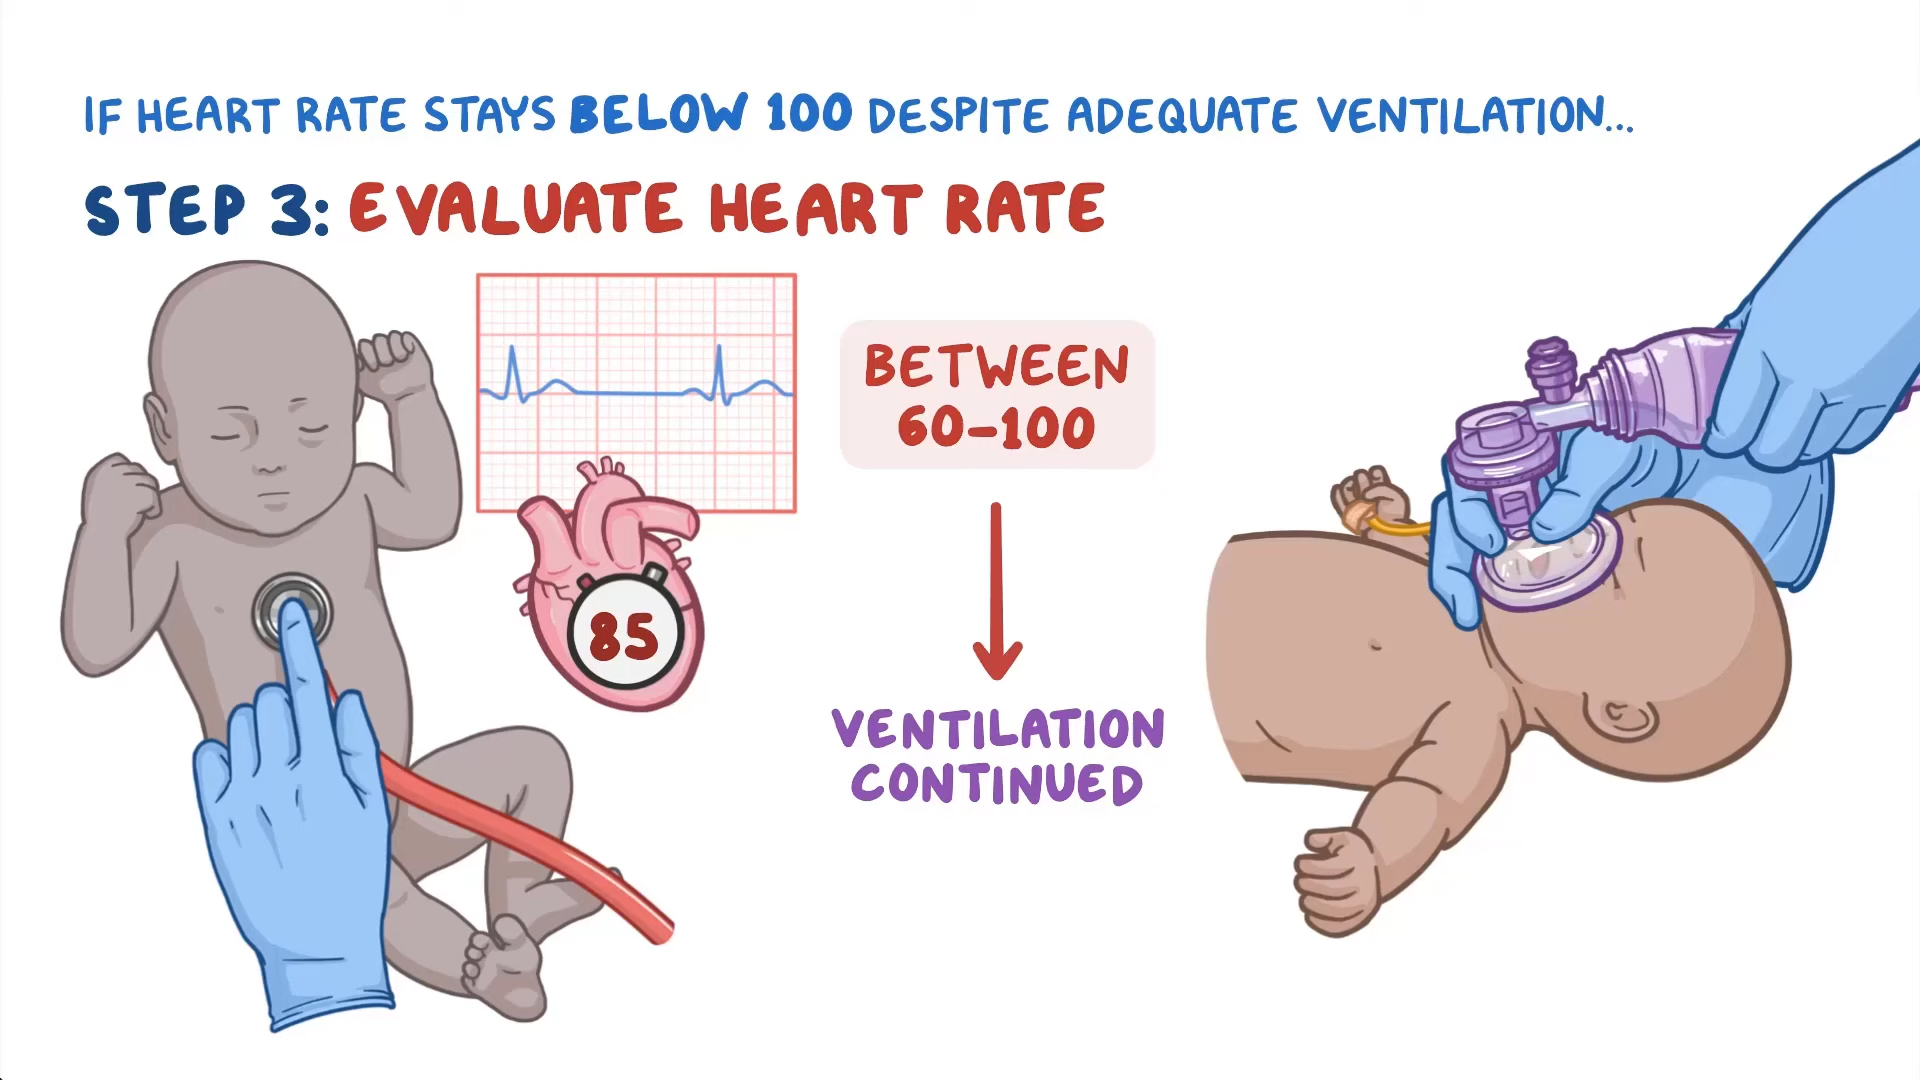 IF HEART RATE STAYS BELOW 100 DESPITE ADEQUATE VENTILATION...
STEP 3: EVALUATE HEART RATE
85
BETWEEN
60-100
VENTILATION
CONTINUED